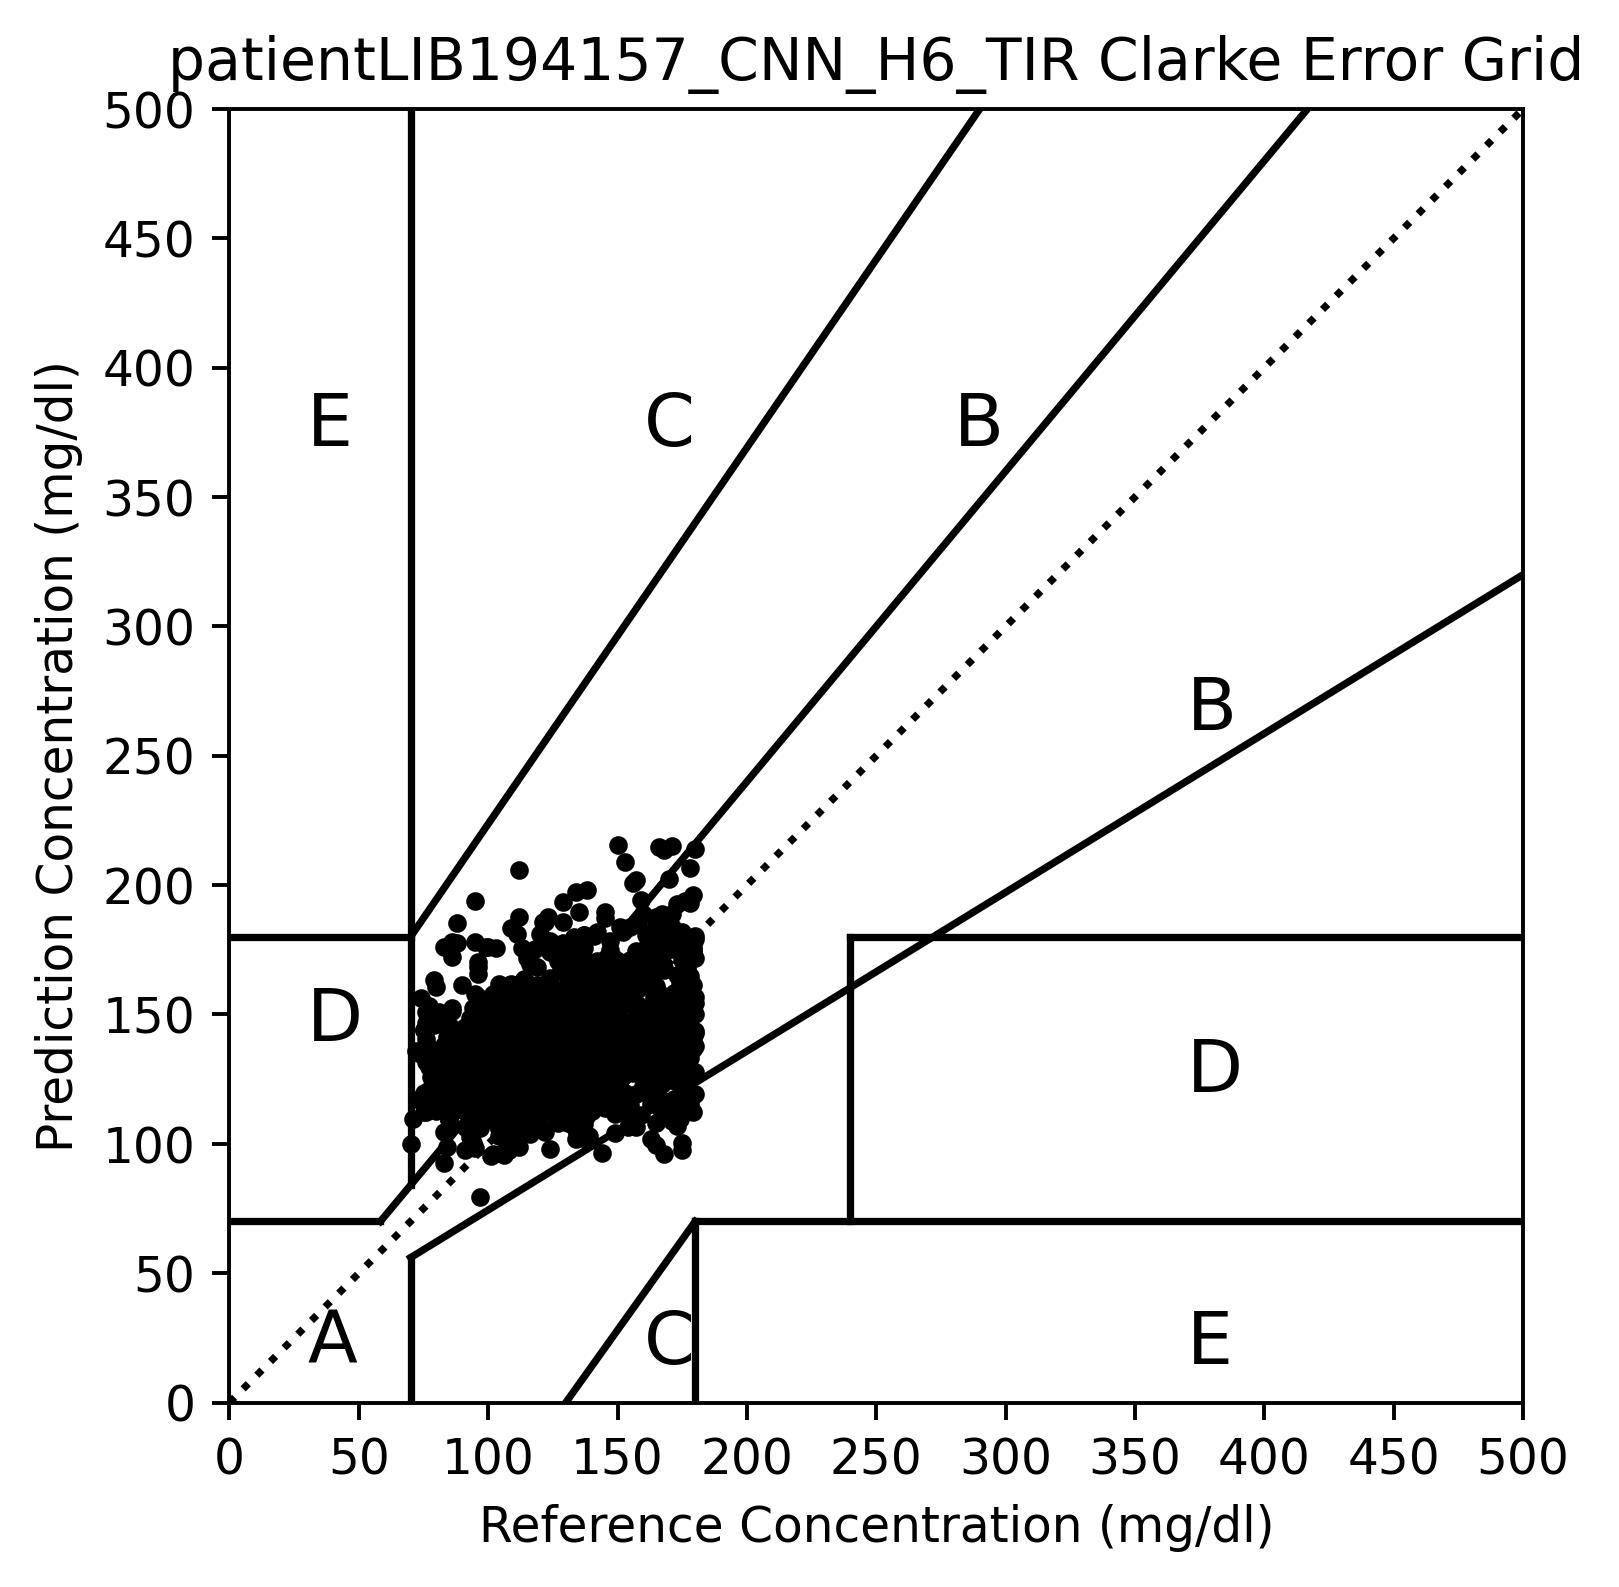 patientLIB194157_CNN_H6_TIR Clarke Error Grid
500
450
400
350
300
250
200
150
100
50
0
Prediction Concentration (mg/dl)
E
C
B
B
D
D
A
C
E
0 50 100 150 200 250 300 350 400 450 500
Reference Concentration (mg/dl)